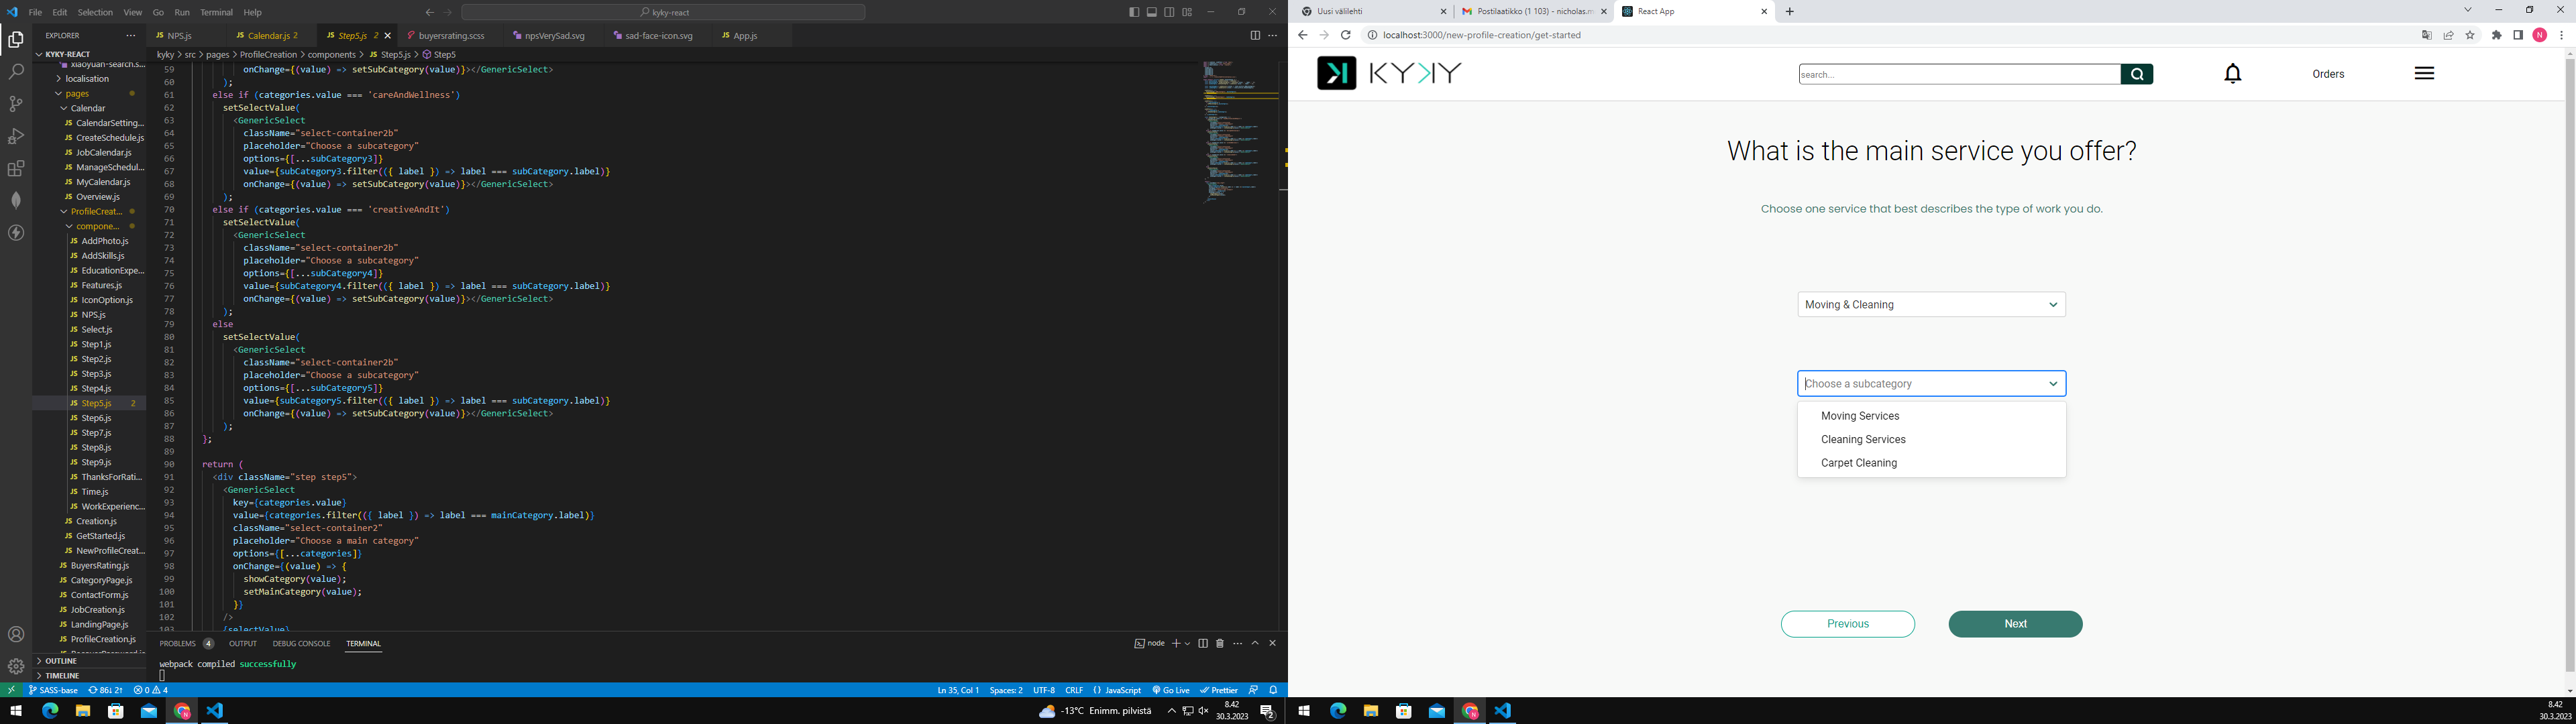 File Edit Selection View Go Run Terminal Help
kyky-react
EXPLORER
NPS.js
Calendar.js 2
Step5.js 2
buyersrating.scss
npsVerySad.svg
sad-face-icon.svg
App.js
kyky > src > pages > ProfileCreation > components > JS Step5.js > Step5
KYKY-REACT
xiaoyuan-search.s...
localisation
pages
Calendar
CalendarSetting...
CreateSchedule.js
JobCalendar.js
ManageSchedul...
MyCalendar.js
Overview.js
ProfileCreat...
compone...
AddPhoto.js
AddSkills.js
EducationExpe...
Features.js
IconOption.js
NPS.js
Select.js
Step1.js
Step2.js
Step3.js
Step4.js
Step5.js 2
Step6.js
Step7.js
Step8.js
Step9.js
ThanksForRati...
Time.js
WorkExperienc...
Creation.js
GetStarted.js
NewProfileCreat...
BuyersRating.js
CategoryPage.js
ContactForm.js
JobCreation.js
LandingPage.js
ProfileCreation.js
OUTLINE
TIMELINE
59 onChange={(value) => setSubCategory(value)}></GenericSelect>
60 );
61 else if (categories.value === 'careAndWellness')
62 setSelectValue(
63 <GenericSelect
64 className="select-container2b"
65 placeholder="Choose a subcategory"
66 options={[...subCategory3]}
67 value={subCategory3.filter(({ label }) => label === subCategory.label)}
68 onChange={(value) => setSubCategory(value)}></GenericSelect>
69 );
70 else if (categories.value === 'creativeAndIt')
71 setSelectValue(
72 <GenericSelect
73 className="select-container2b"
74 placeholder="Choose a subcategory"
75 options={[...subCategory4]}
76 value={subCategory4.filter(({ label }) => label === subCategory.label)}
77 onChange={(value) => setSubCategory(value)}></GenericSelect>
78 );
79 else
80 setSelectValue(
81 <GenericSelect
82 className="select-container2b"
83 placeholder="Choose a subcategory"
84 options={[...subCategory5]}
85 value={subCategory5.filter(({ label }) => label === subCategory.label)}
86 onChange={(value) => setSubCategory(value)}></GenericSelect>
87 );
88 };
89
90 return (
91 <div className="step step5">
92 <GenericSelect
93 key={categories.value}
94 value={categories.filter(({ label }) => label === mainCategory.label)}
95 className="select-container2"
96 placeholder="Choose a main category"
97 options={[...categories]}
98 onChange={(value) => {
99 showCategory(value);
100 setMainCategory(value);
101 }}
102 />
103 {selectValue}
PROBLEMS 4 OUTPUT DEBUG CONSOLE TERMINAL
node
webpack compiled successfully
SASS-base 86↓ 2↑ 0 4
Ln 35, Col 1 Spaces: 2 UTF-8 CRLF {} JavaScript Go Live Prettier
-13°C Enimm. pilvistä
8.42
30.3.2023
2
Uusi välilehti
Postilaatikko (1 103) - nicholas.m
React App
localhost:3000/new-profile-creation/get-started
N
KYKY
search...
Orders
What is the main service you offer?
Choose one service that best describes the type of work you do.
Moving & Cleaning
Choose a subcategory
Moving Services
Cleaning Services
Carpet Cleaning
Previous
Next
8.42
30.3.2023